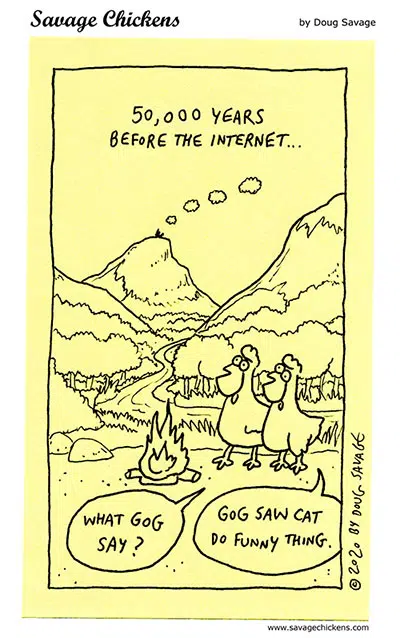 Savage Chickens
by Doug Savage
50,000 YEARS
BEFORE THE INTERNET...
WHAT GOG
SAY?
GOG SAW CAT
DO FUNNY THING.
© 2020 BY DOUG SAVAGE
www.savagechickens.com